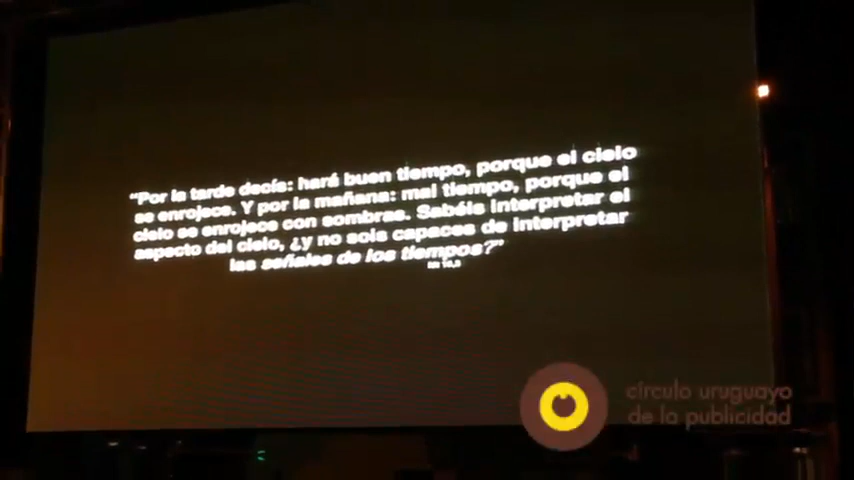 “Por la tarde decís: hará buen tiempo, porque el cielo
se enrojece. Y por la mañana: mal tiempo, porque el
cielo se enrojece con sombras. Sabéis interpretar el
aspecto del cielo, ¿y no sois capaces de interpretar
las señales de los tiempos?”
círculo uruguayo
de la publicidad